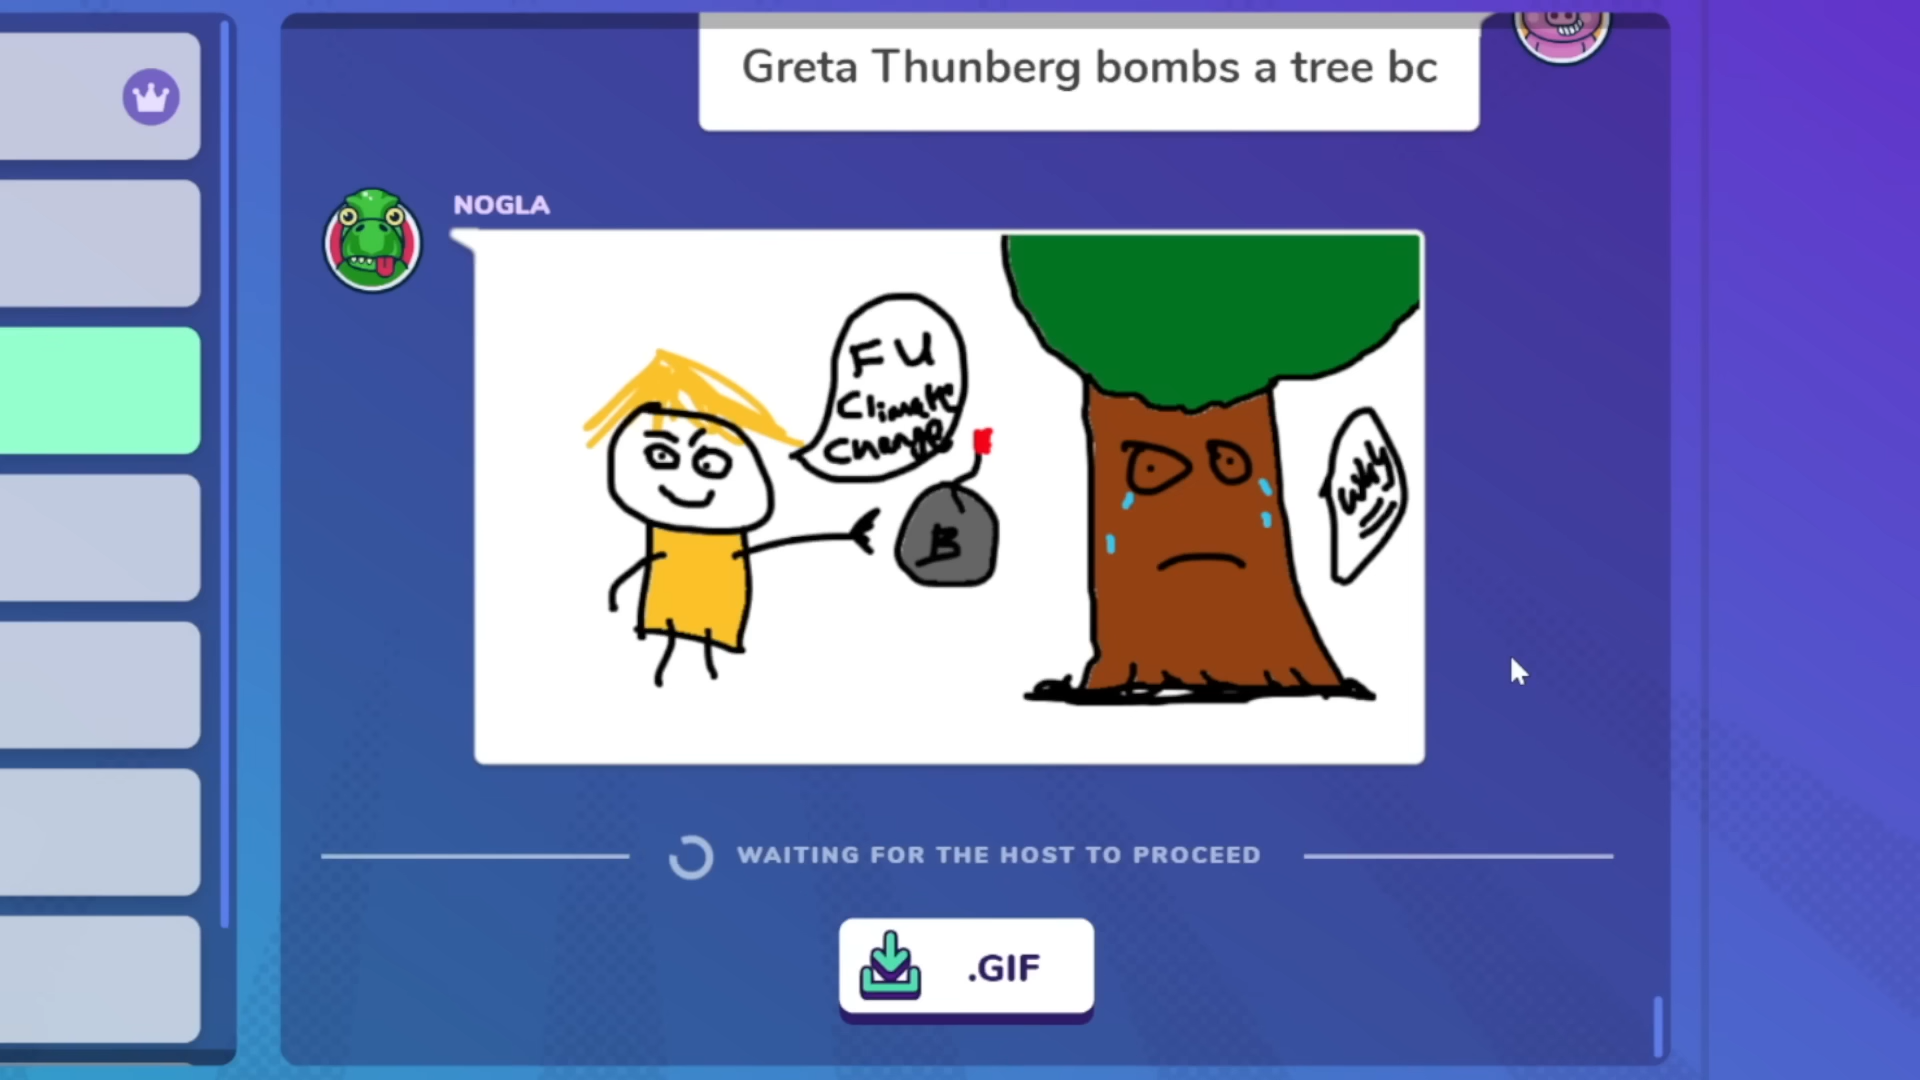 Greta Thunberg bombs a tree bc
NOGLA
FU
Climate
Change
B
Why
WAITING FOR THE HOST TO PROCEED
.GIF